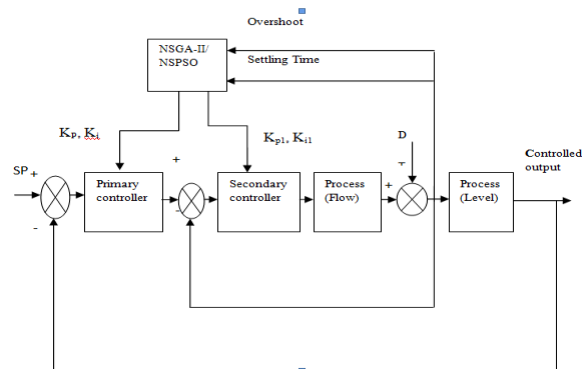 Overshoot
NSGA-II/
NSPSO
Settling Time
Kp, Ki
Kp1, Ki1
D
SP
+
-
Primary
controller
+
-
Secondary
controller
Process
(Flow)
+
Process
(Level)
Controlled
output